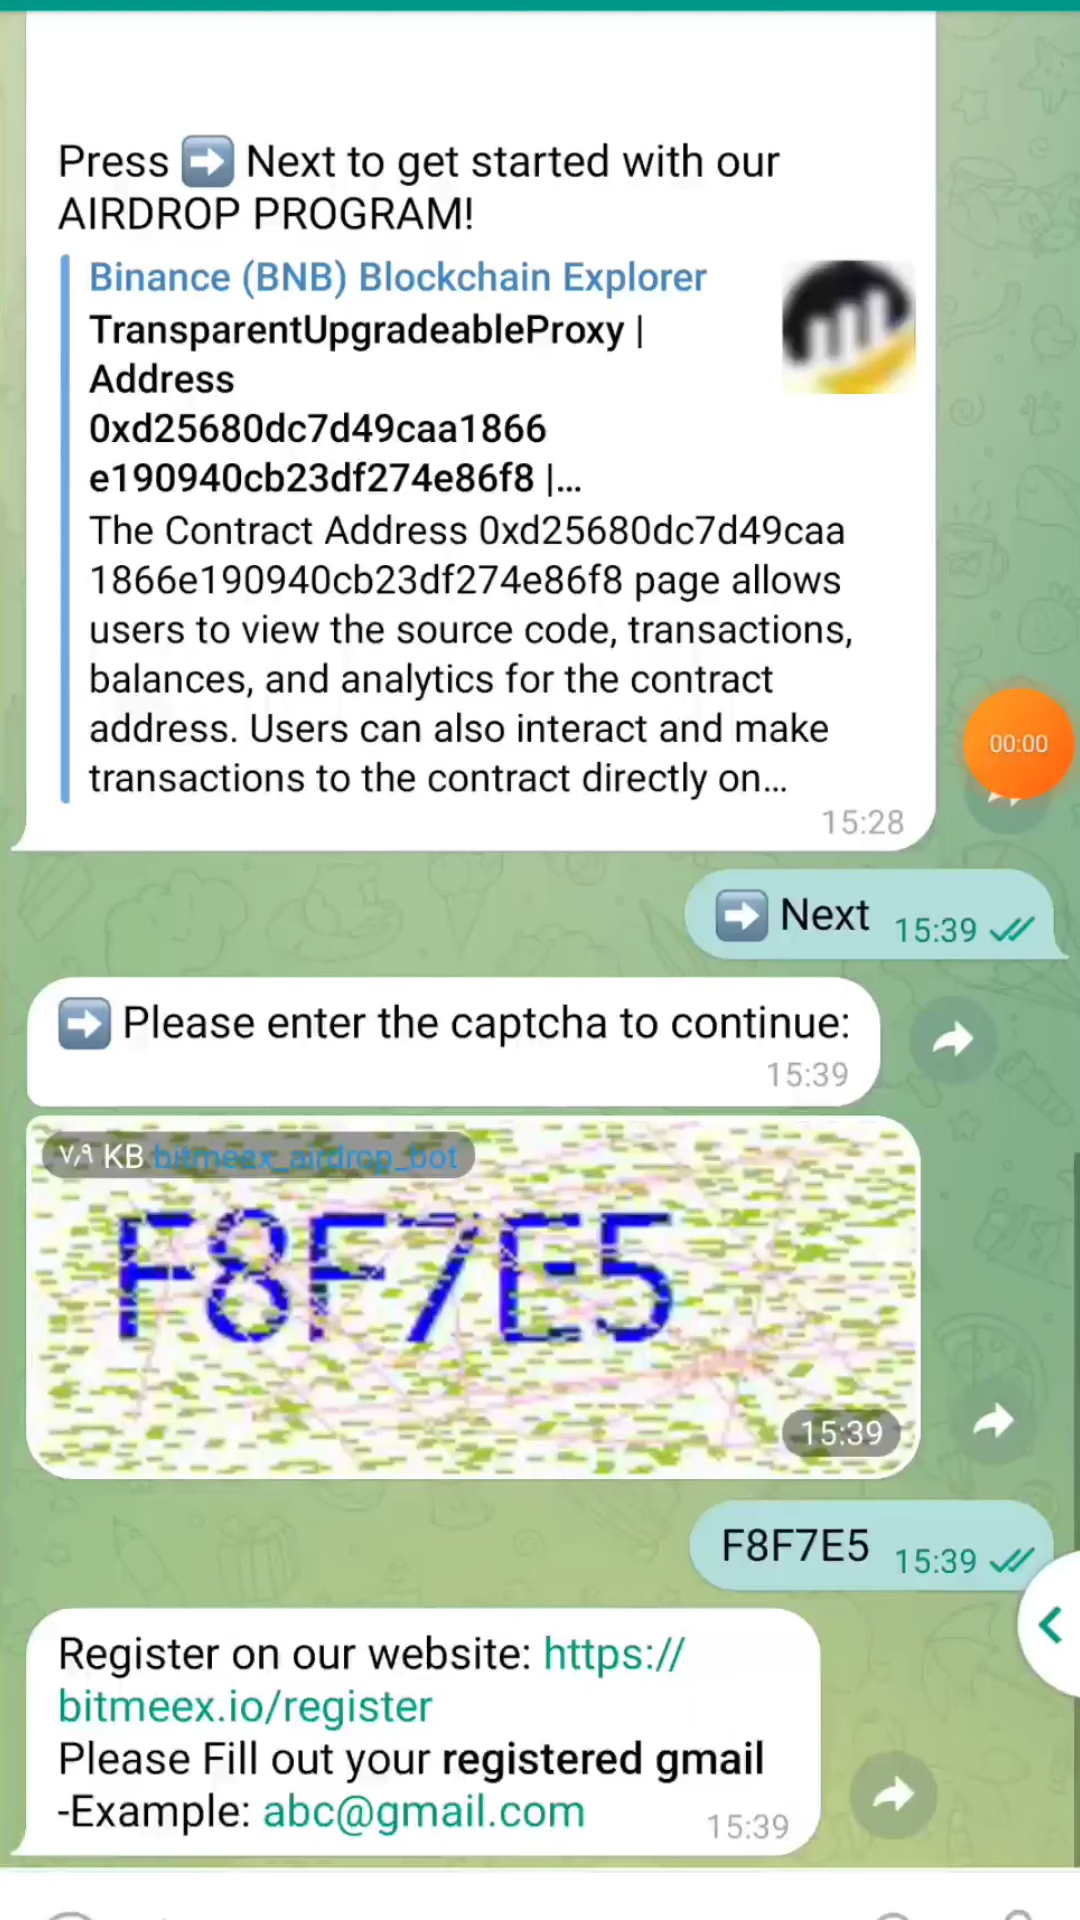 Press ➡️ Next to get started with our
AIRDROP PROGRAM!
Binance (BNB) Blockchain Explorer
TransparentUpgradeableProxy |
Address
0xd25680dc7d49caa1866
e190940cb23df274e86f8 |...
The Contract Address 0xd25680dc7d49caa
1866e190940cb23df274e86f8 page allows
users to view the source code, transactions,
balances, and analytics for the contract
address. Users can also interact and make
transactions to the contract directly on...
15:28
00:00
➡️ Next 15:39
➡️ Please enter the captcha to continue:
15:39
٧,٩ KB bitmeex_airdrop_bot
F8F7E5
15:39
F8F7E5 15:39
Register on our website: https://
bitmeex.io/register
Please Fill out your registered gmail
-Example: abc@gmail.com 15:39